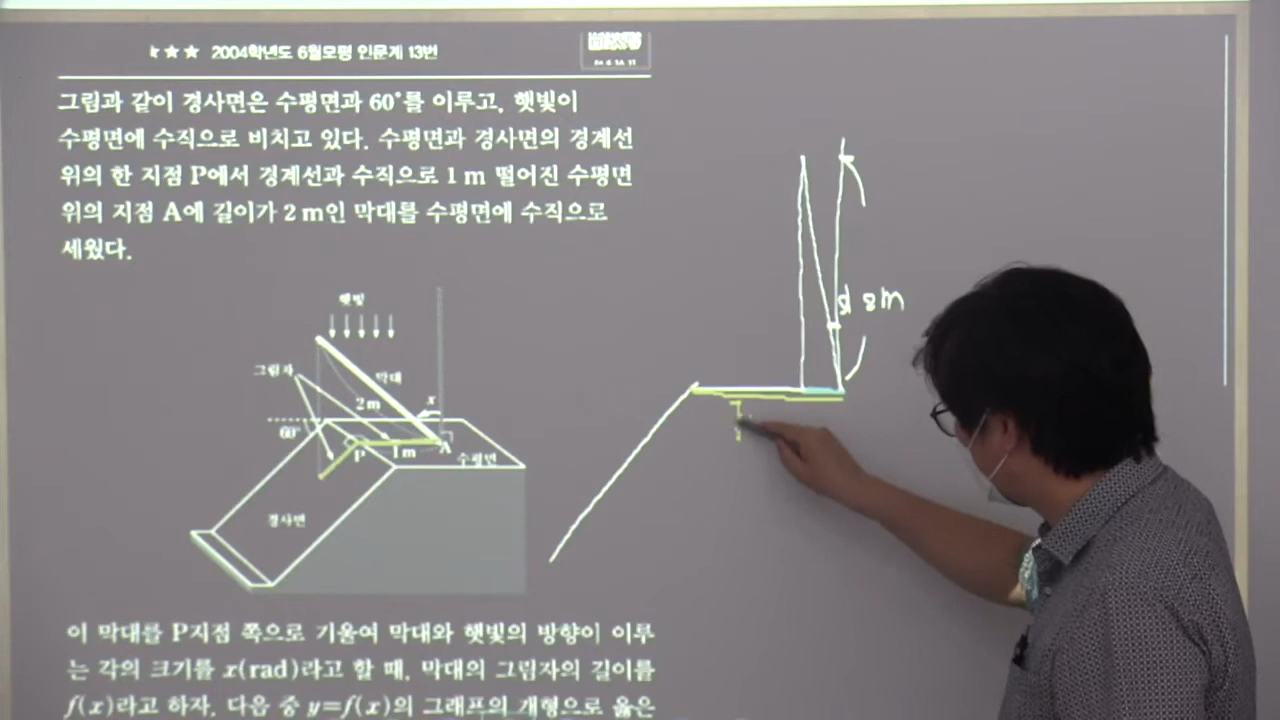 ★★★ 2004학년도 6월모평 인문계 13번
그림과 같이 경사면은 수평면과 60°를 이루고, 햇빛이
수평면에 수직으로 비치고 있다. 수평면과 경사면의 경계선
위의 한 지점 P에서 경계선과 수직으로 1 m 떨어진 수평면
위의 지점 A에 길이가 2 m인 막대를 수평면에 수직으로
세웠다.
햇빛
그림자
막대
2 m
x
60°
P
1 m
A
수평면
경사면
2m
이 막대를 P지점 쪽으로 기울여 막대와 햇빛의 방향이 이루
는 각의 크기를 x(rad)라고 할 때, 막대의 그림자의 길이를
f(x)라고 하자. 다음 중 y=f(x)의 그래프의 개형으로 옳은